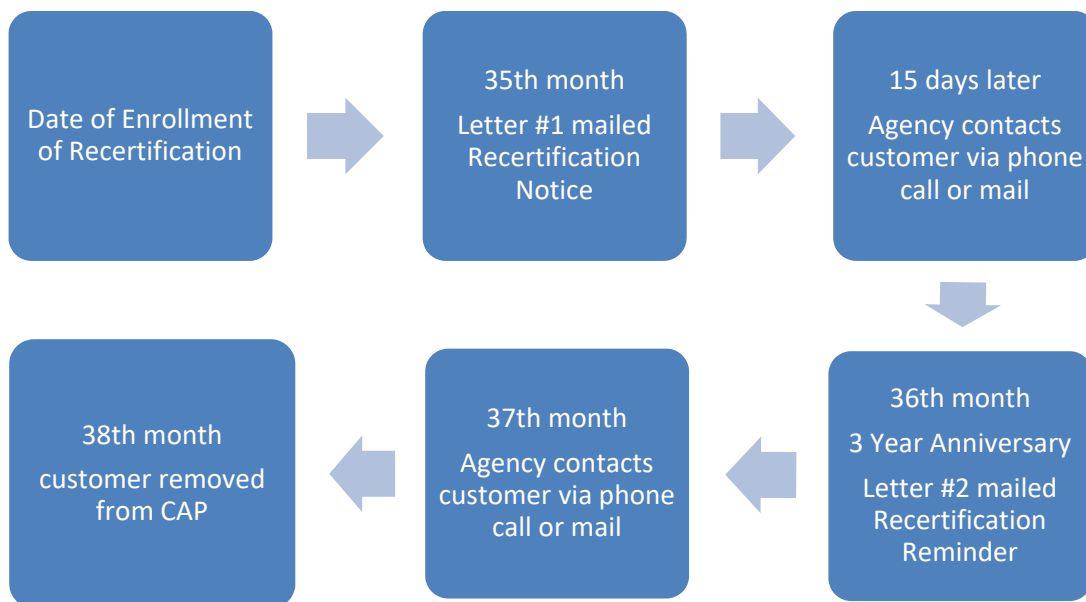 Date of Enrollment
of Recertification
35th month
Letter #1 mailed
Recertification
Notice
15 days later
Agency contacts
customer via phone
call or mail
36th month
3 Year Anniversary
Letter #2 mailed
Recertification
Reminder
37th month
Agency contacts
customer via phone
call or mail
38th month
customer removed
from CAP